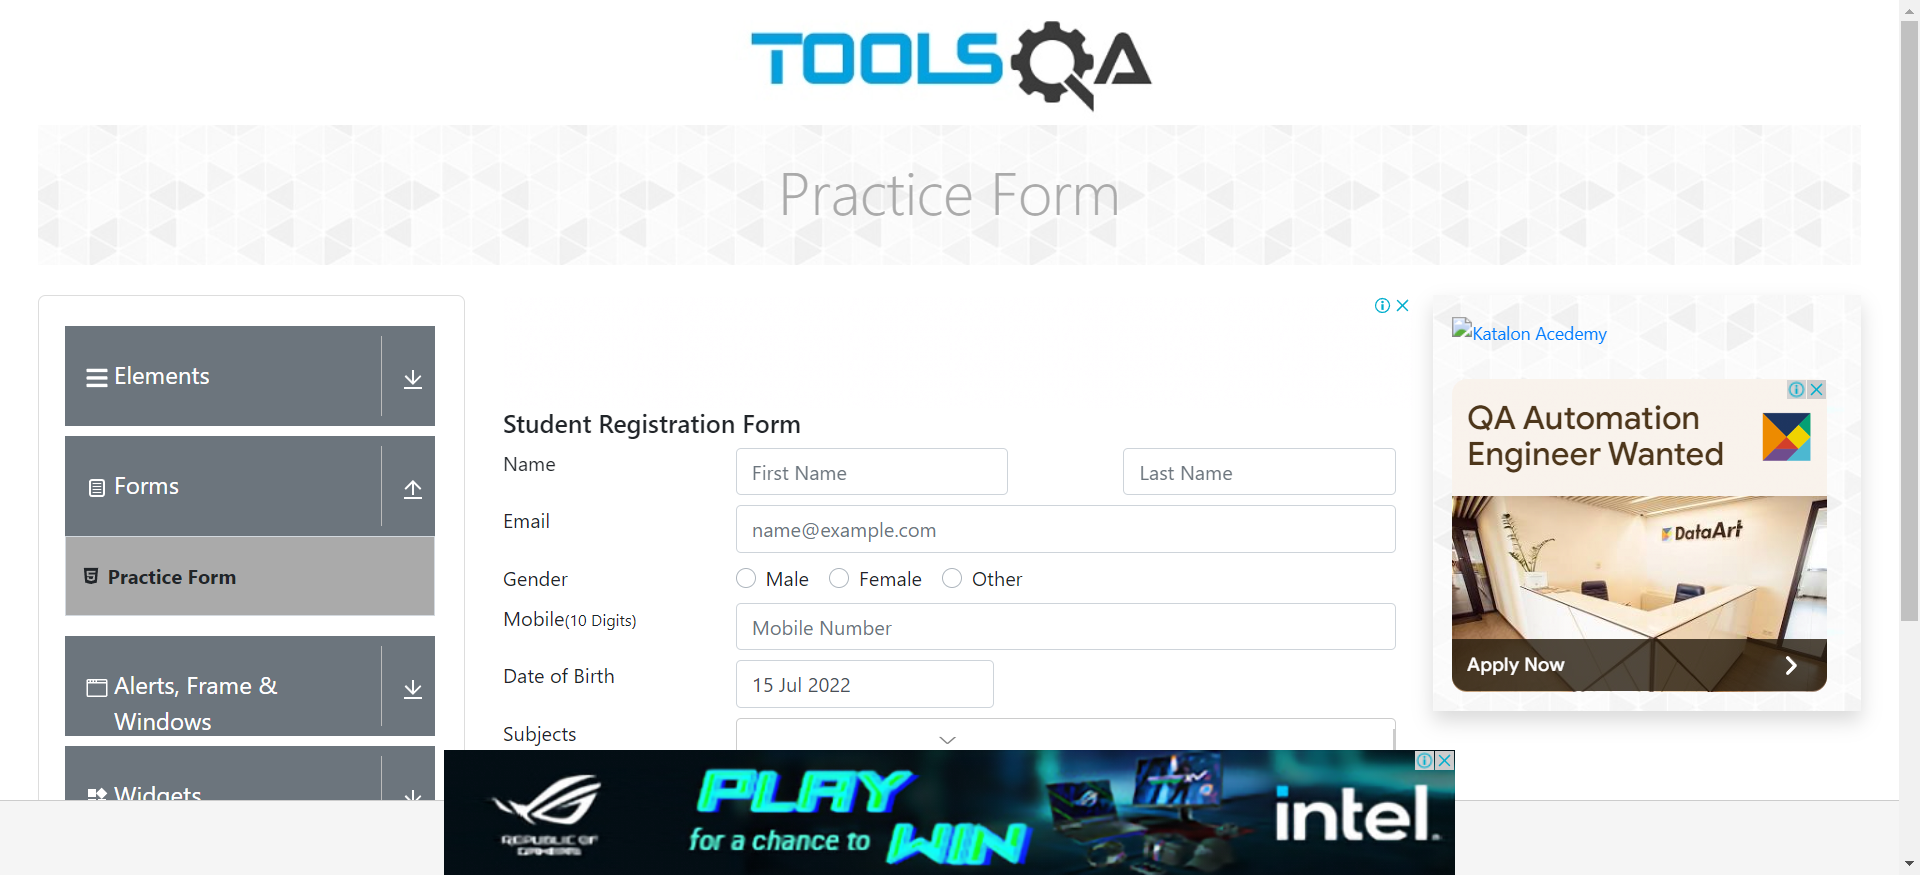 TOOLSQA
Practice Form
Elements
Forms
Practice Form
Alerts, Frame &
Windows
Widgets
Student Registration Form
Name
First Name
Last Name
Email
name@example.com
Gender
Male
Female
Other
Mobile(10 Digits)
Mobile Number
Date of Birth
15 Jul 2022
Subjects
Katalon Acedemy
QA Automation
Engineer Wanted
DataArt
Apply Now
REPUBLIC OF
GAMERS
PLAY
for a chance to
WIN
intel.